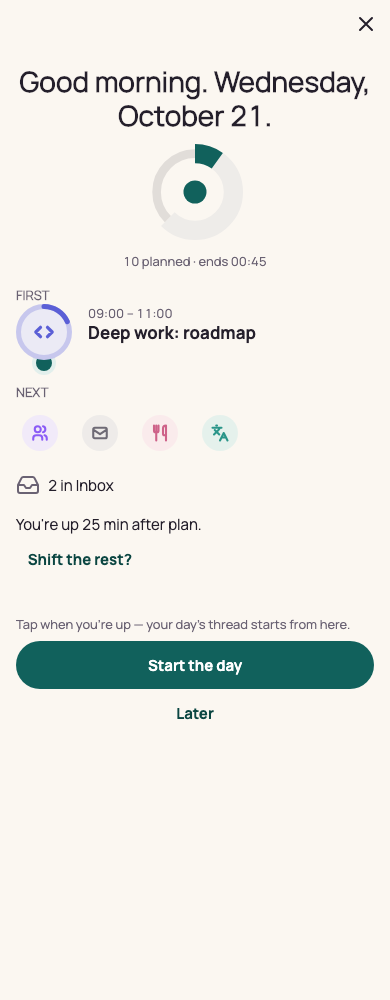 Good morning. Wednesday,
October 21.
10 planned · ends 00:45
FIRST
09:00 – 11:00
Deep work: roadmap
NEXT
2 in Inbox
You're up 25 min after plan.
Shift the rest?
Tap when you're up — your day's thread starts from here.
Start the day
Later